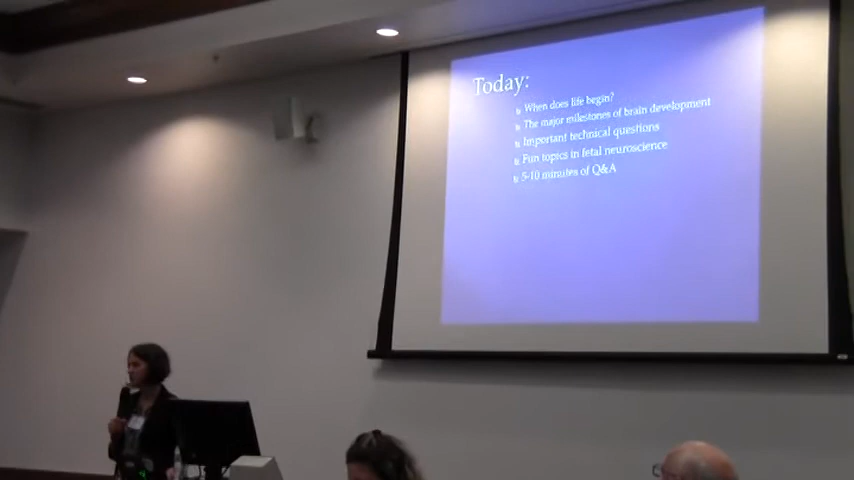 Today:
When does life begin?
The major milestones of brain development
Important technical questions
Fun topics in fetal neuroscience
5-10 minutes of Q&A